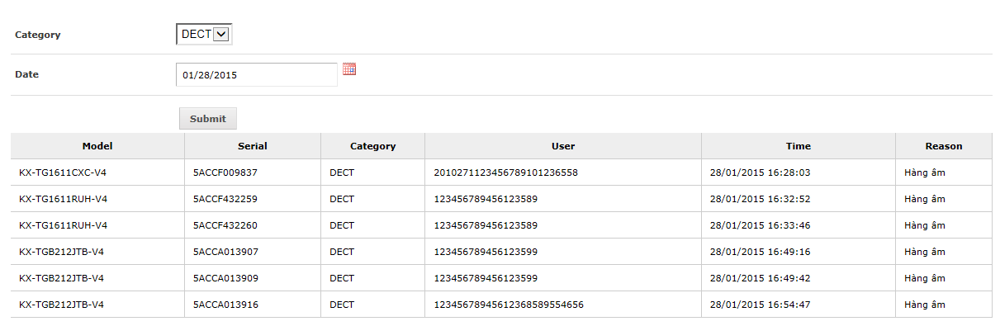 Category DECT
Date 01/28/2015
Submit
Model Serial Category User Time Reason
KX-TG1611CXC-V4 5ACCF009837 DECT 2010271123456789101236558 28/01/2015 16:28:03 Hàng âm
KX-TG1611RUH-V4 5ACCF432259 DECT 123456789456123589 28/01/2015 16:32:52 Hàng âm
KX-TG1611RUH-V4 5ACCF432260 DECT 123456789456123589 28/01/2015 16:33:46 Hàng âm
KX-TGB212JTB-V4 5ACCA013907 DECT 123456789456123599 28/01/2015 16:49:16 Hàng âm
KX-TGB212JTB-V4 5ACCA013909 DECT 123456789456123599 28/01/2015 16:49:42 Hàng âm
KX-TGB212JTB-V4 5ACCA013916 DECT 12345678945612368589554656 28/01/2015 16:54:47 Hàng âm